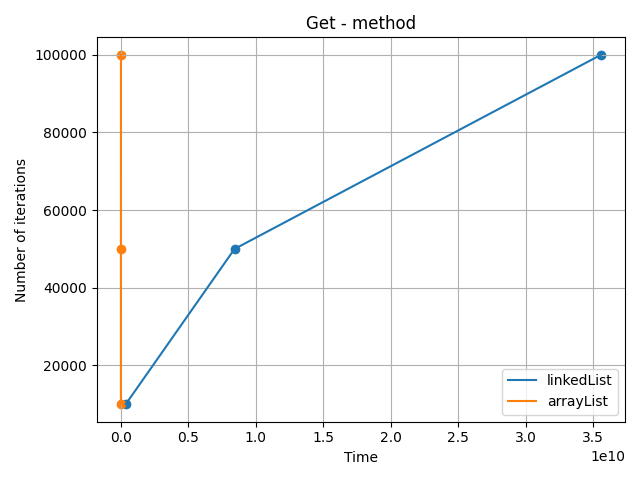 Get - method
Number of iterations
100000
80000
60000
40000
20000
0.0 0.5 1.0 1.5 2.0 2.5 3.0 3.5
1e10
Time
linkedList
arrayList